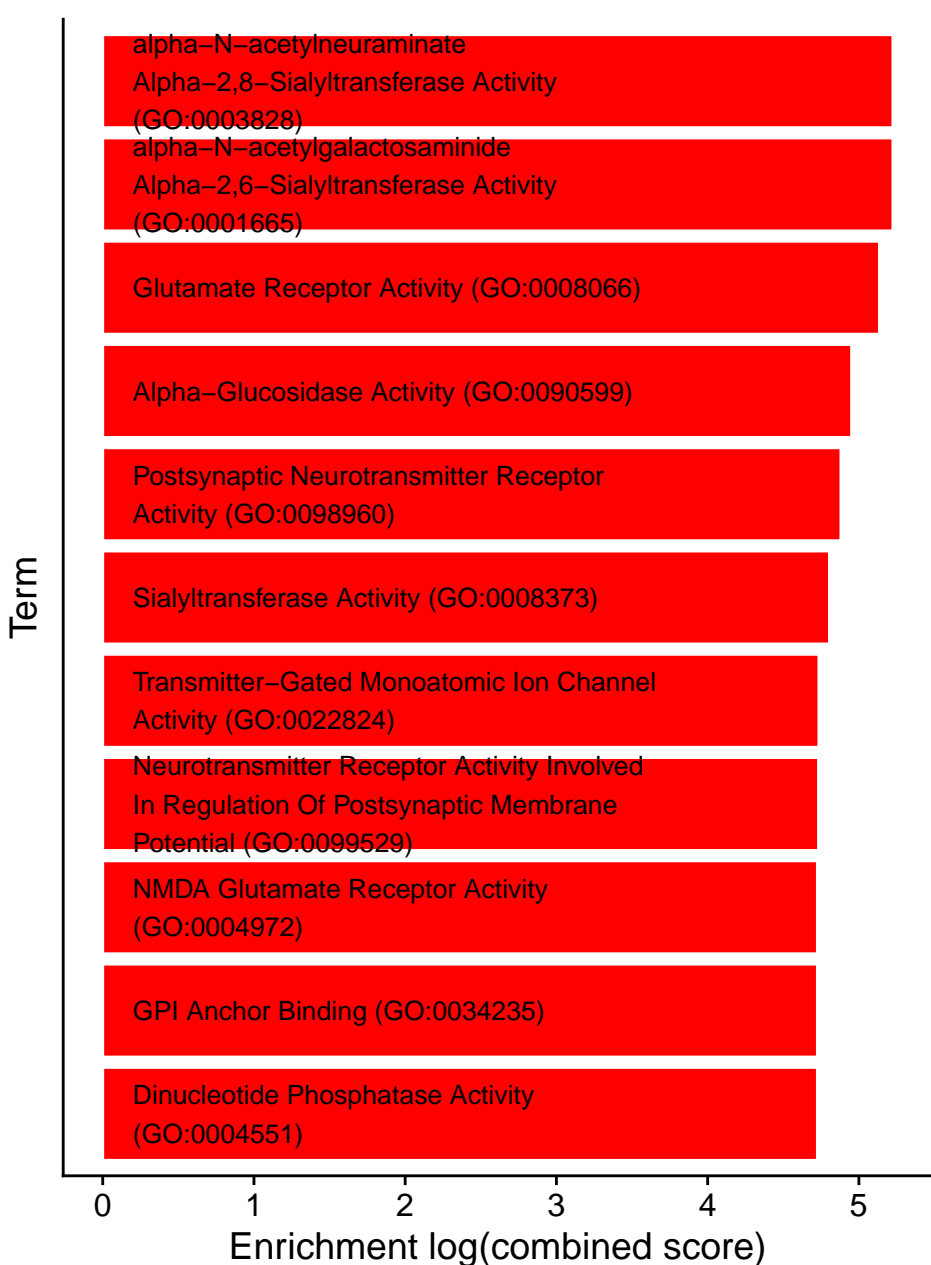 alpha−N−acetylneuraminate
Alpha−2,8−Sialyltransferase Activity
(GO:0003828)
alpha−N−acetylgalactosaminide
Alpha−2,6−Sialyltransferase Activity
(GO:0001665)
Glutamate Receptor Activity (GO:0008066)
Alpha−Glucosidase Activity (GO:0090599)
Postsynaptic Neurotransmitter Receptor
Activity (GO:0098960)
Sialyltransferase Activity (GO:0008373)
Transmitter−Gated Monoatomic Ion Channel
Activity (GO:0022824)
Neurotransmitter Receptor Activity Involved
In Regulation Of Postsynaptic Membrane
Potential (GO:0099529)
NMDA Glutamate Receptor Activity
(GO:0004972)
GPI Anchor Binding (GO:0034235)
Dinucleotide Phosphatase Activity
(GO:0004551)
Term
0 1 2 3 4 5
Enrichment log(combined score)